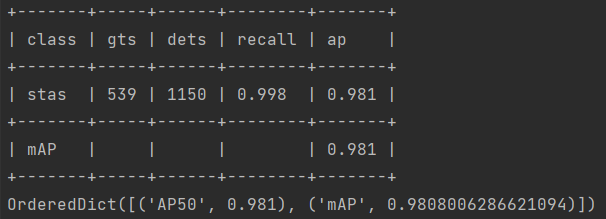 +-------+-----+------+--------+-------+
| class | gts | dets | recall | ap    |
+-------+-----+------+--------+-------+
| stas  | 539 | 1150 | 0.998  | 0.981 |
+-------+-----+------+--------+-------+
| mAP   |     |      |        | 0.981 |
+-------+-----+------+--------+-------+
OrderedDict([('AP50', 0.981), ('mAP', 0.9808006286621094)])